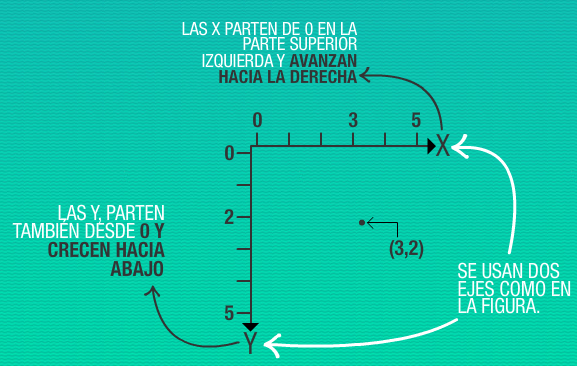 LAS X PARTEN DE 0 EN LA
PARTE SUPERIOR
IZQUIERDA Y AVANZAN
HACIA LA DERECHA
0 3 5
X
0
2
5
Y
(3,2)
LAS Y, PARTEN
TAMBIÉN DESDE 0 Y
CRECEN HACIA
ABAJO
SE USAN DOS
EJES COMO EN
LA FIGURA.